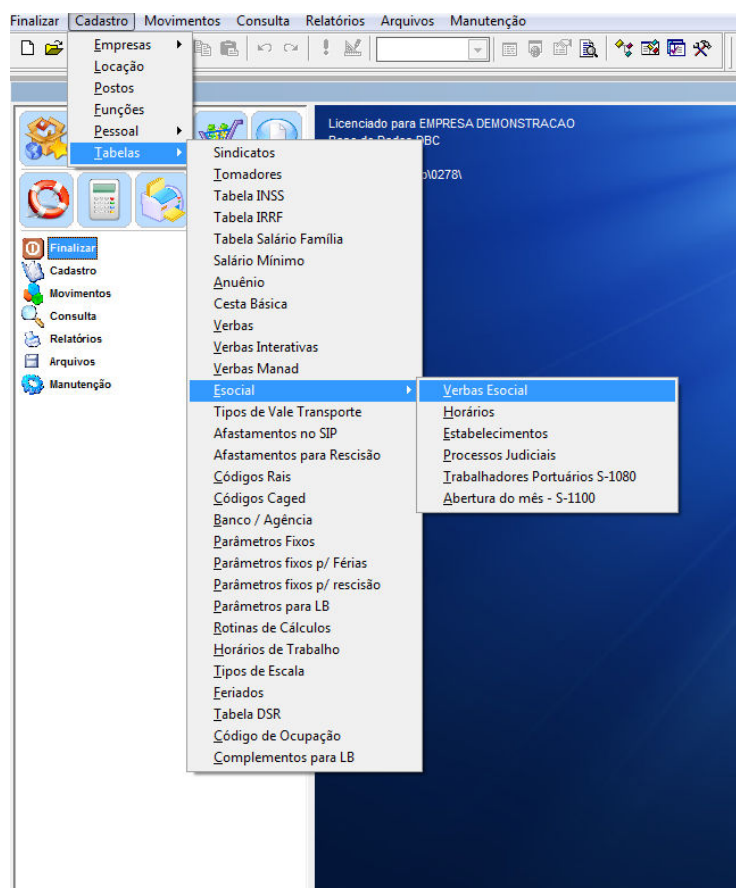 Finalizar Cadastro Movimentos Consulta Relatórios Arquivos Manutenção
Empresas
Locação
Postos
Funções
Pessoal
Tabelas
Licenciado para EMPRESA DEMONSTRACAO
DBC
\0278\
Sindicatos
Tomadores
Tabela INSS
Tabela IRRF
Tabela Salário Família
Salário Mínimo
Anuênio
Cesta Básica
Verbas
Verbas Interativas
Verbas Manad
Esocial
Tipos de Vale Transporte
Afastamentos no SIP
Afastamentos para Rescisão
Códigos Rais
Códigos Caged
Banco / Agência
Parâmetros Fixos
Parâmetros fixos p/ Férias
Parâmetros fixos p/ rescisão
Parâmetros para LB
Rotinas de Cálculos
Horários de Trabalho
Tipos de Escala
Feriados
Tabela DSR
Código de Ocupação
Complementos para LB
Verbas Esocial
Horários
Estabelecimentos
Processos Judiciais
Trabalhadores Portuários S-1080
Abertura do mês - S-1100
Finalizar
Cadastro
Movimentos
Consulta
Relatórios
Arquivos
Manutenção